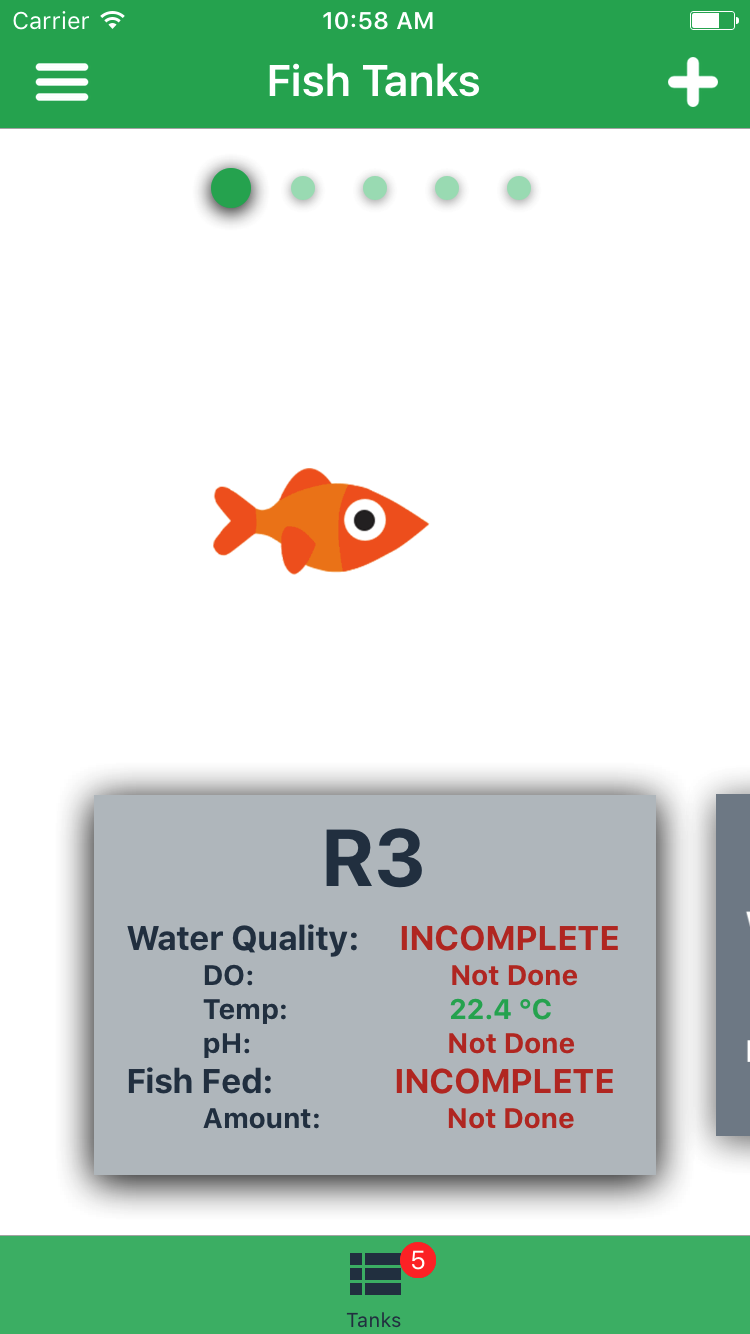 Carrier 10:58 AM
Fish Tanks
R3
Water Quality: INCOMPLETE
DO: Not Done
Temp: 22.4 °C
pH: Not Done
Fish Fed: INCOMPLETE
Amount: Not Done
5
Tanks